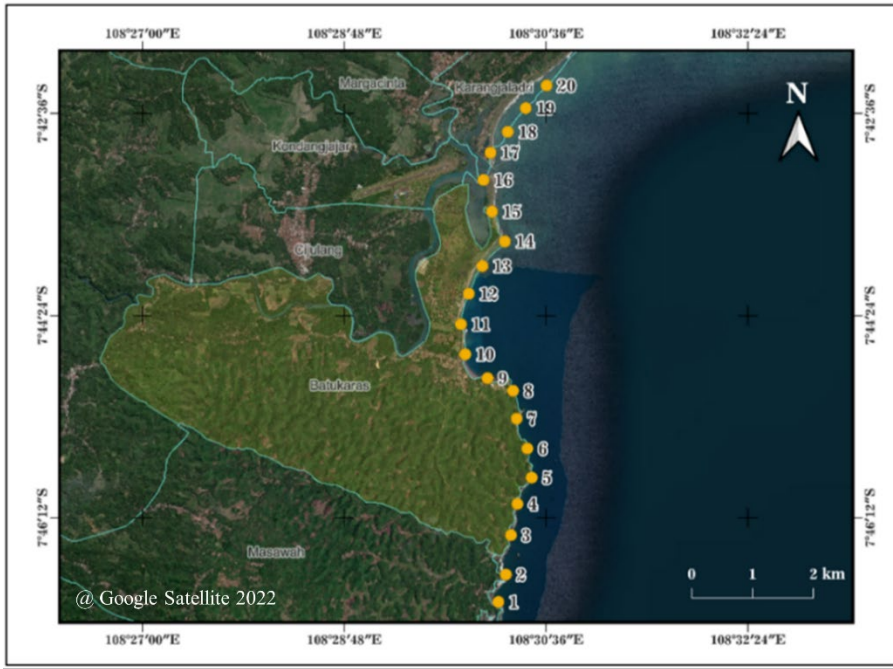 108°27′00″E 108°28′48″E 108°30′36″E 108°32′24″E
Margacinta
Karangjaladri
20
19
N
7°42′36″S
7°42′36″S
18
Kondangjajar
17
16
15
14
Cijulang
13
12
7°44′24″S
7°44′24″S
11
10
9
Batukaras
8
7
6
5
4
7°46′12″S
7°46′12″S
3
Masawah
2
0 1 2 km
@ Google Satellite 2022
1
108°27′00″E 108°28′48″E 108°30′36″E 108°32′24″E